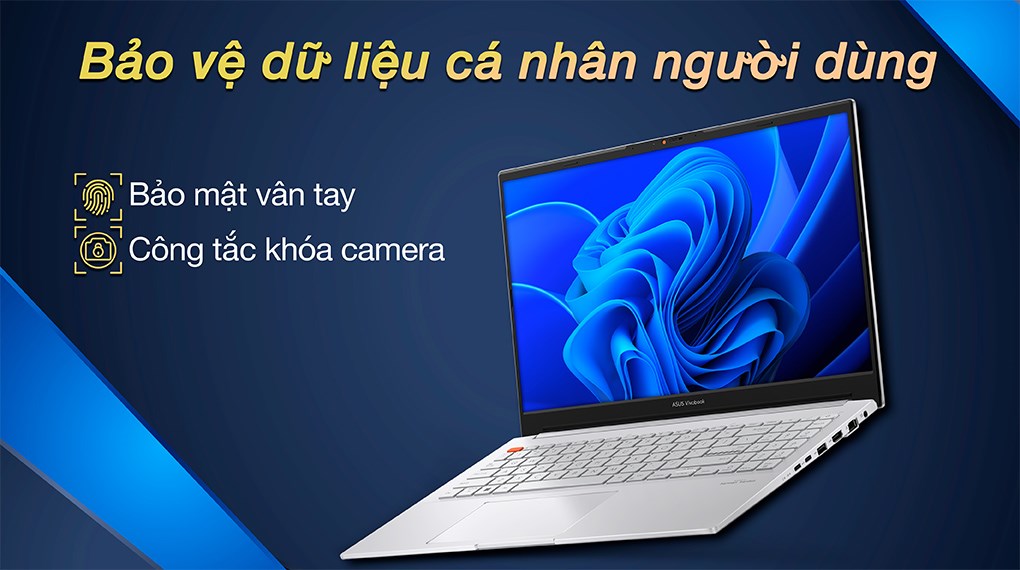 Bảo vệ dữ liệu cá nhân người dùng
Bảo mật vân tay
Công tắc khóa camera
ASUS Vivobook